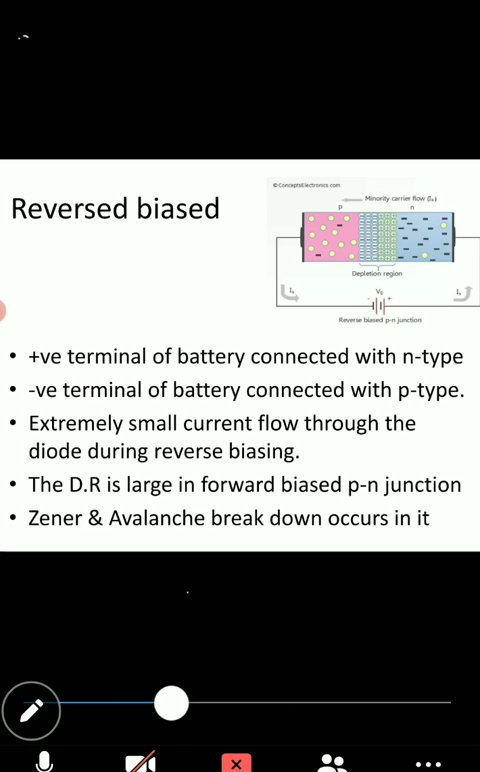 © ConceptsElectronics.com
Minority carrier flow (Iₛ)
p
n
Reversed biased
Depletion region
Iₛ
Iₛ
- +
Reverse biased p-n junction
• +ve terminal of battery connected with n-type
• -ve terminal of battery connected with p-type.
• Extremely small current flow through the
diode during reverse biasing.
• The D.R is large in forward biased p-n junction
• Zener & Avalanche break down occurs in it